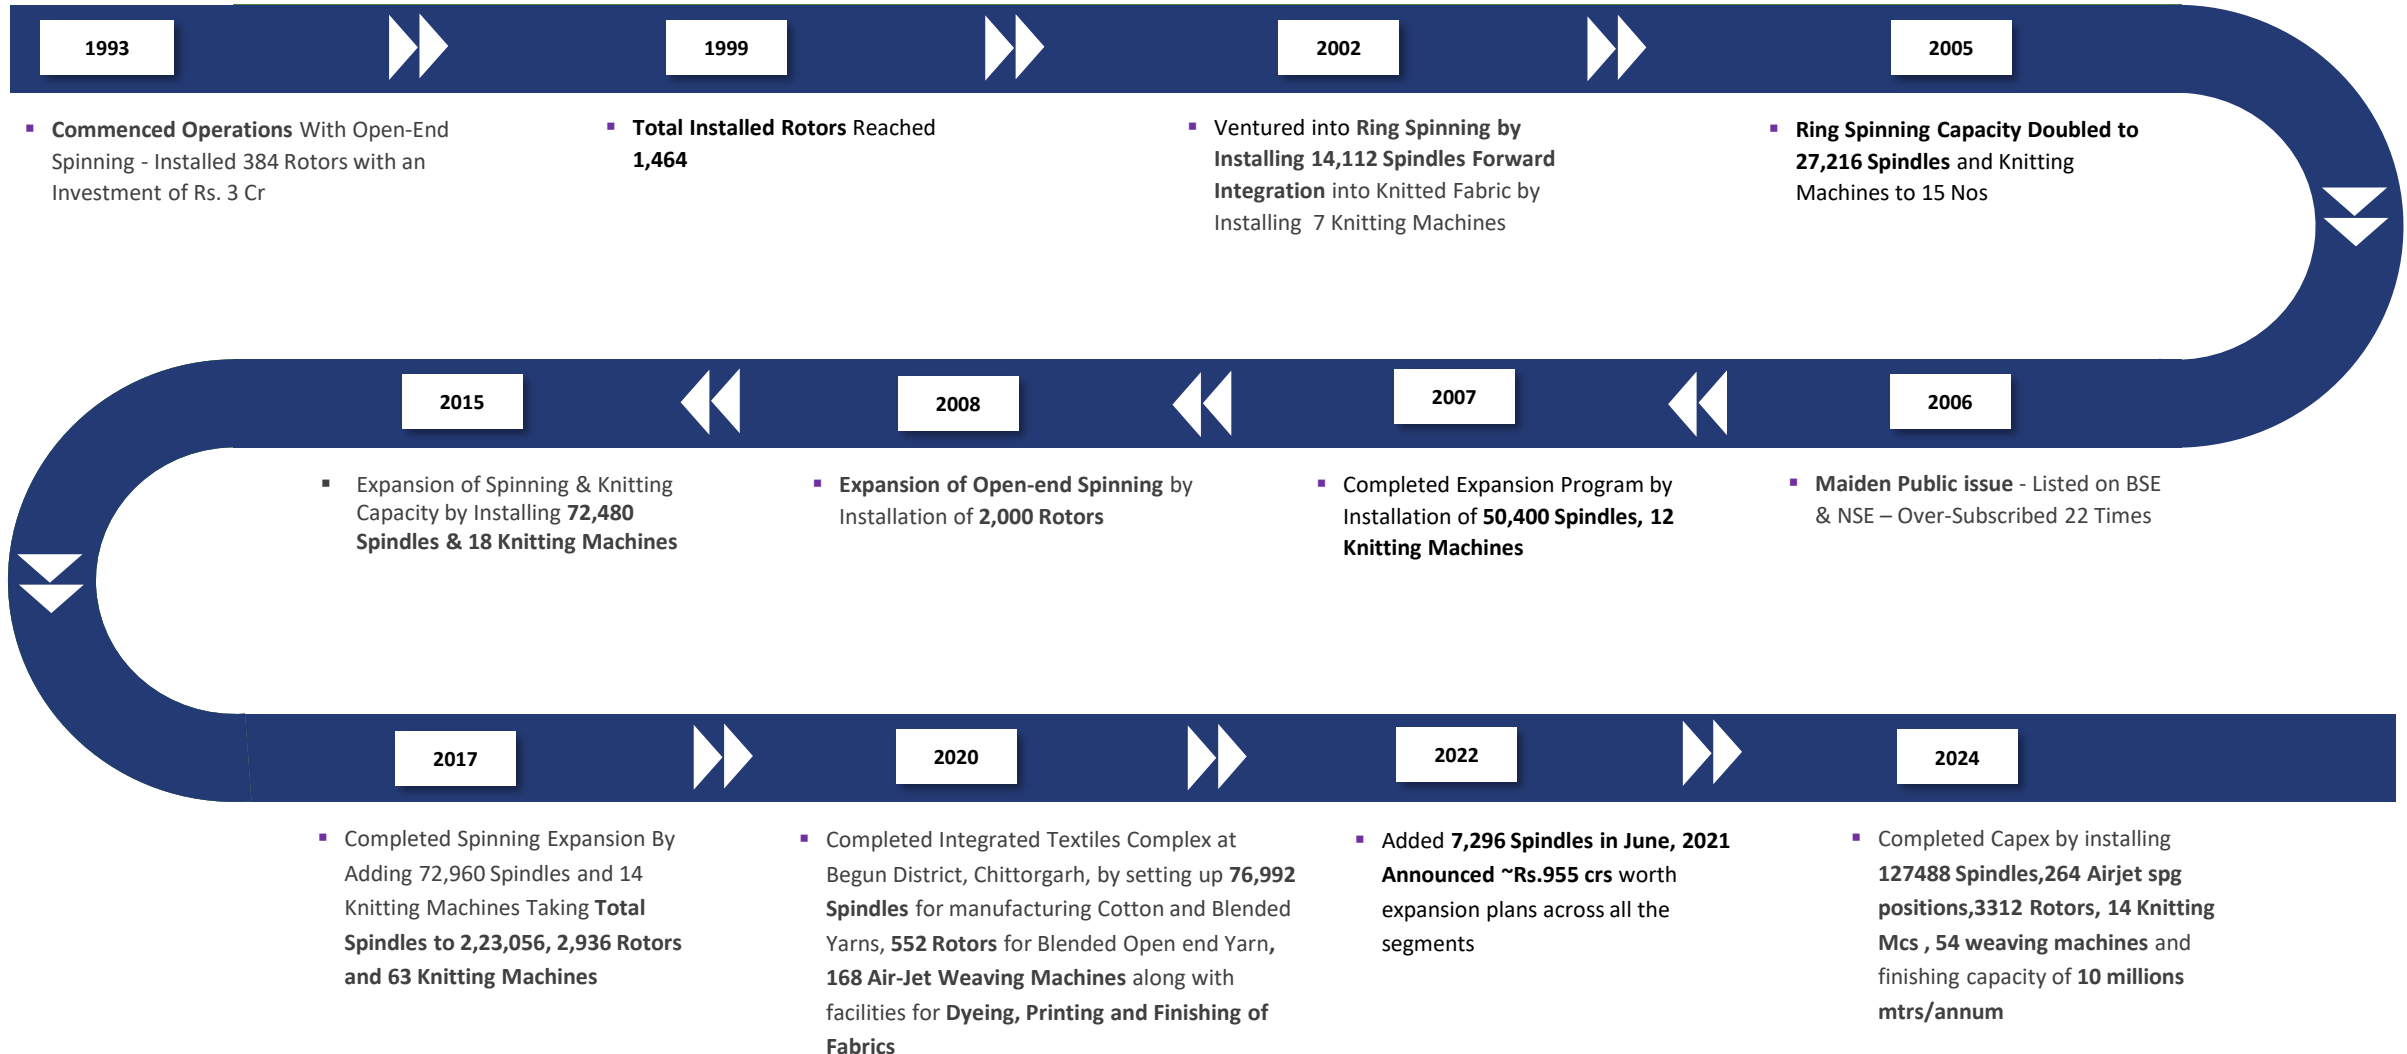 1993
1999
2002
2005
▪ Commenced Operations With Open-End
Spinning - Installed 384 Rotors with an
Investment of Rs. 3 Cr
▪ Total Installed Rotors Reached
1,464
▪ Ventured into Ring Spinning by
Installing 14,112 Spindles Forward
Integration into Knitted Fabric by
Installing 7 Knitting Machines
▪ Ring Spinning Capacity Doubled to
27,216 Spindles and Knitting
Machines to 15 Nos
2015
2008
2007
2006
▪ Expansion of Spinning & Knitting
Capacity by Installing 72,480
Spindles & 18 Knitting Machines
▪ Expansion of Open-end Spinning by
Installation of 2,000 Rotors
▪ Completed Expansion Program by
Installation of 50,400 Spindles, 12
Knitting Machines
▪ Maiden Public issue - Listed on BSE
& NSE – Over-Subscribed 22 Times
2017
2020
2022
2024
▪ Completed Spinning Expansion By
Adding 72,960 Spindles and 14
Knitting Machines Taking Total
Spindles to 2,23,056, 2,936 Rotors
and 63 Knitting Machines
▪ Completed Integrated Textiles Complex at
Begun District, Chittorgarh, by setting up 76,992
Spindles for manufacturing Cotton and Blended
Yarns, 552 Rotors for Blended Open end Yarn,
168 Air-Jet Weaving Machines along with
facilities for Dyeing, Printing and Finishing of
Fabrics
▪ Added 7,296 Spindles in June, 2021
Announced ~Rs.955 crs worth
expansion plans across all the
segments
▪ Completed Capex by installing
127488 Spindles,264 Airjet spg
positions,3312 Rotors, 14 Knitting
Mcs , 54 weaving machines and
finishing capacity of 10 millions
mtrs/annum